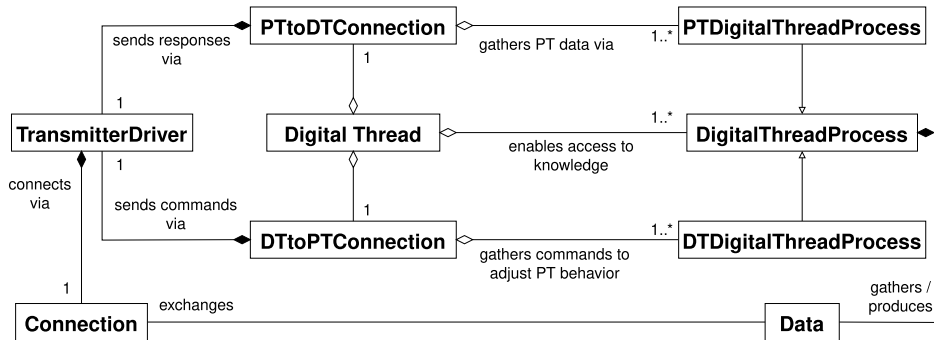 PTtoDTConnection
PTDigitalThreadProcess
sends responses
via
gathers PT data via
1..*
1
1
TransmitterDriver
Digital Thread
1..*
DigitalThreadProcess
enables access to
knowledge
1
connects
via
sends commands
via
1
DTtoPTConnection
1..*
DTDigitalThreadProcess
gathers commands to
adjust PT behavior
1
exchanges
gathers /
produces
Connection
Data